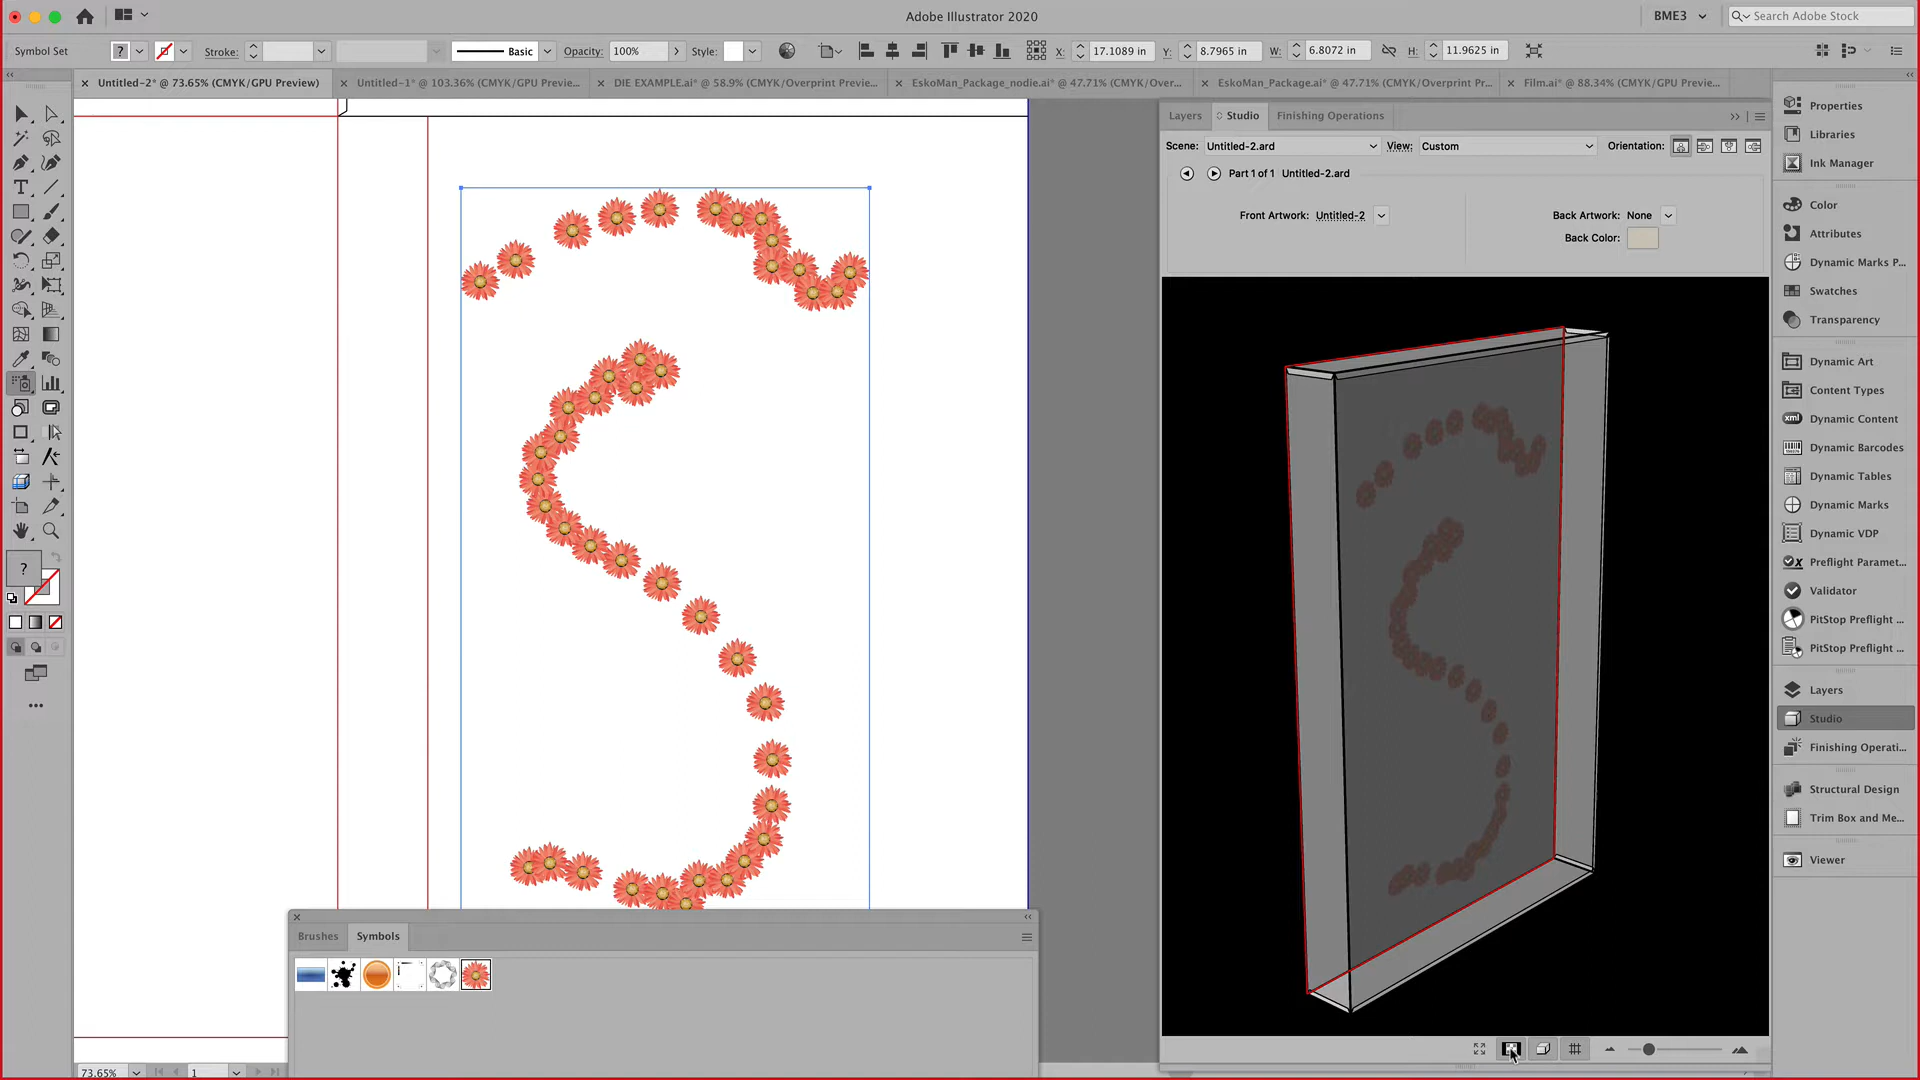 Adobe Illustrator 2020
BME3
Search Adobe Stock
Symbol Set
?
Stroke:
Basic
Opacity:
100%
Style:
X:
17.1089 in
Y:
8.7965 in
W:
6.8072 in
H:
11.9625 in
Untitled-2* @ 73.65% (CMYK/GPU Preview)
Untitled-1* @ 103.36% (CMYK/GPU Previe...
DIE EXAMPLE.ai* @ 58.9% (CMYK/Overprint Previe...
EskoMan_Package_nodie.ai* @ 47.71% (CMYK/Over...
EskoMan_Package.ai* @ 47.71% (CMYK/Overprint Pr...
Film.ai* @ 88.34% (CMYK/GPU Preview...
Layers
Studio
Finishing Operations
Scene:
Untitled-2.ard
View:
Custom
Orientation:
Part 1 of 1 Untitled-2.ard
Front Artwork:
Untitled-2
Back Artwork:
None
Back Color:
Properties
Libraries
Ink Manager
Color
Attributes
Dynamic Marks P...
Swatches
Transparency
Dynamic Art
Content Types
xml
Dynamic Content
Dynamic Barcodes
Dynamic Tables
Dynamic Marks
Dynamic VDP
Preflight Paramet...
Validator
PitStop Preflight ...
PitStop Preflight ...
Layers
Studio
Finishing Operati...
Structural Design
Trim Box and Me...
Viewer
?
Brushes
Symbols
73.65%
1